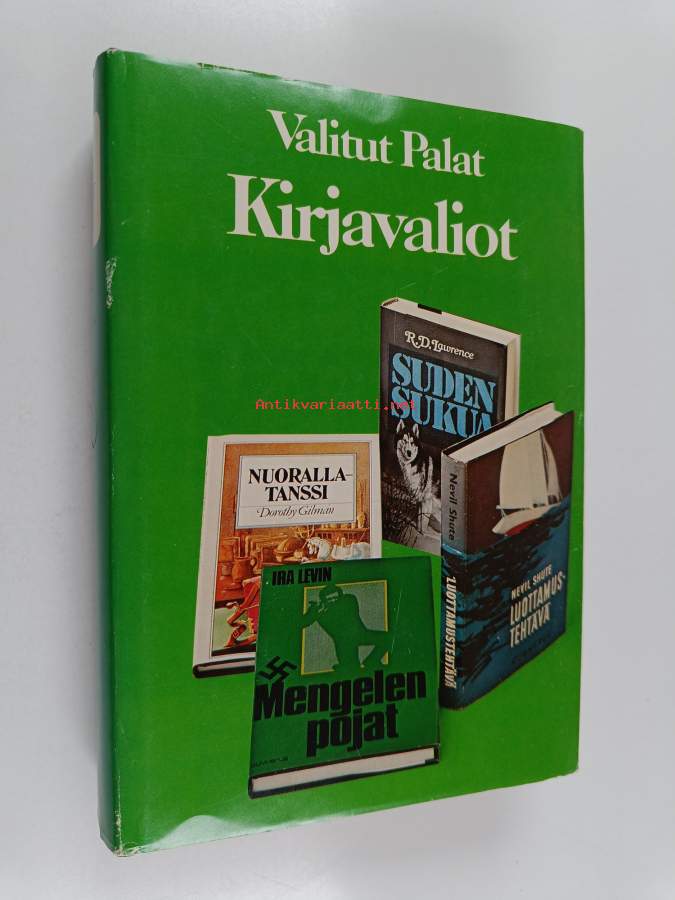 Valitut Palat
Kirjavaliot
R.D. Lawrence
SUDEN
SUKUA
Antikvariaatti.net
NUORALLA-
TANSSI
Dorothy Gilman
Nevil Shute
LUOTTAMUSTEHTÄVÄ
NEVIL SHUTE
LUOTTAMUS-
TEHTÄVÄ
IRA LEVIN
Mengelen
pojat